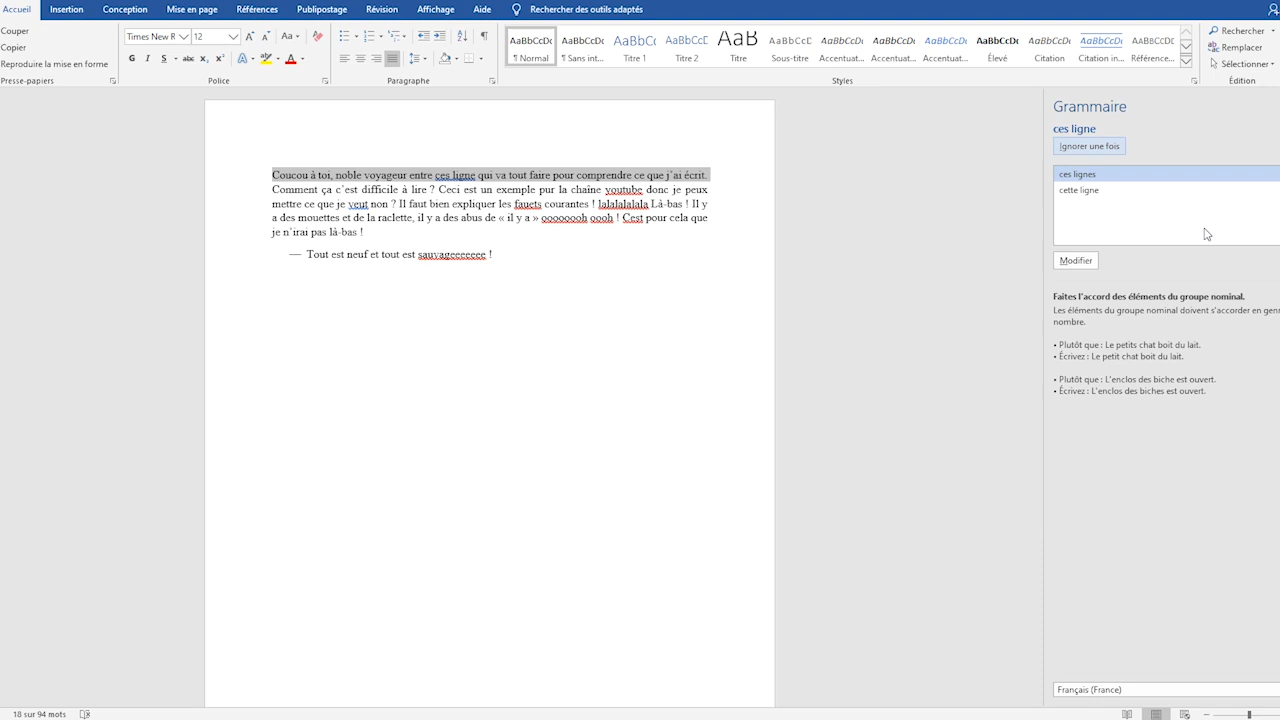 Accueil Insertion Conception Mise en page Références Publipostage Révision Affichage Aide Rechercher des outils adaptés
Couper
Copier
Reproduire la mise en forme
Presse-papiers
Times New R 12 Aa
G I S abc x₂ x² A ab A
Police
Paragraphe
AaBbCcDc AaBbCcDc AaBbCc AaBbCcC AaB AaBbCcD AaBbCcDc AaBbCcDc AaBbCcDc AaBbCcDc AaBbCcDc AaBbCcDc AABBCCDC
¶ Normal ¶ Sans int... Titre 1 Titre 2 Titre Sous-titre Accentuat... Accentuat... Accentuat... Élevé Citation Citation in... Référence...
Styles
Rechercher
Remplacer
Sélectionner
Édition
Coucou à toi, noble voyageur entre ces ligne qui va tout faire pour comprendre ce que j'ai écrit.
Comment ça c'est difficile à lire ? Ceci est un exemple pur la chaîne youtube donc je peux
mettre ce que je veut non ? Il faut bien expliquer les fauets courantes ! lalalalalala Là-bas ! Il y
a des mouettes et de la raclette, il y a des abus de « il y a » ooooooooh oooh ! Cest pour cela que
je n'irai pas là-bas !
— Tout est neuf et tout est sauvageeeeeee !
Grammaire
ces ligne
Ignorer une fois
ces lignes
cette ligne
Modifier
Faites l'accord des éléments du groupe nominal.
Les éléments du groupe nominal doivent s'accorder en genr
nombre.
• Plutôt que : Le petits chat boit du lait.
• Écrivez : Le petit chat boit du lait.
• Plutôt que : L'enclos des biche est ouvert.
• Écrivez : L'enclos des biches est ouvert.
Français (France)
18 sur 94 mots